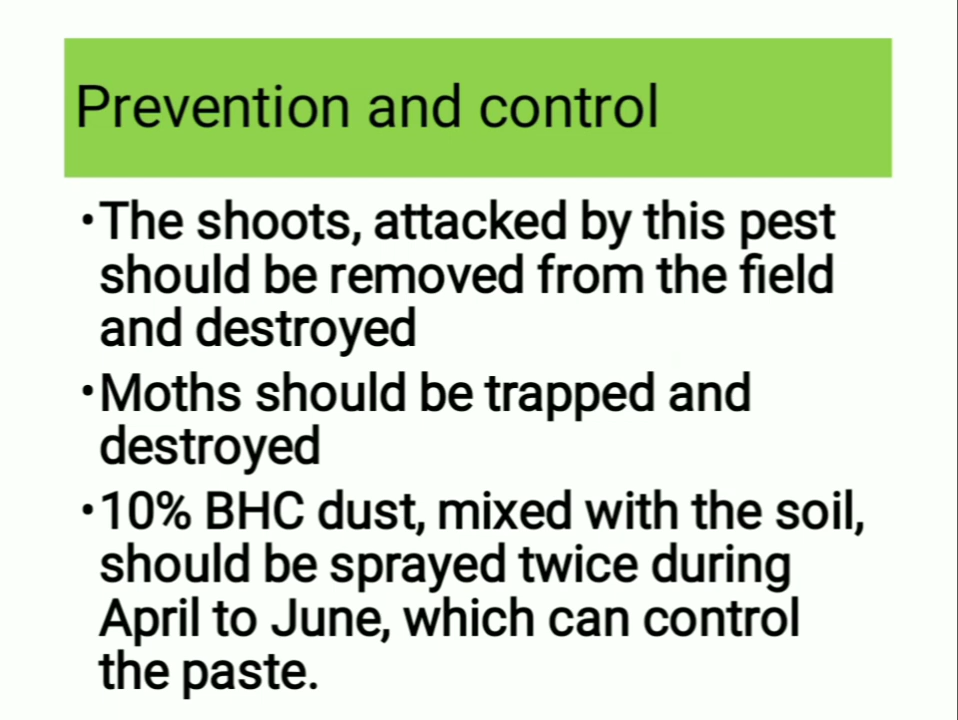 Prevention and control
•The shoots, attacked by this pest
should be removed from the field
and destroyed
•Moths should be trapped and
destroyed
•10% BHC dust, mixed with the soil,
should be sprayed twice during
April to June, which can control
the paste.